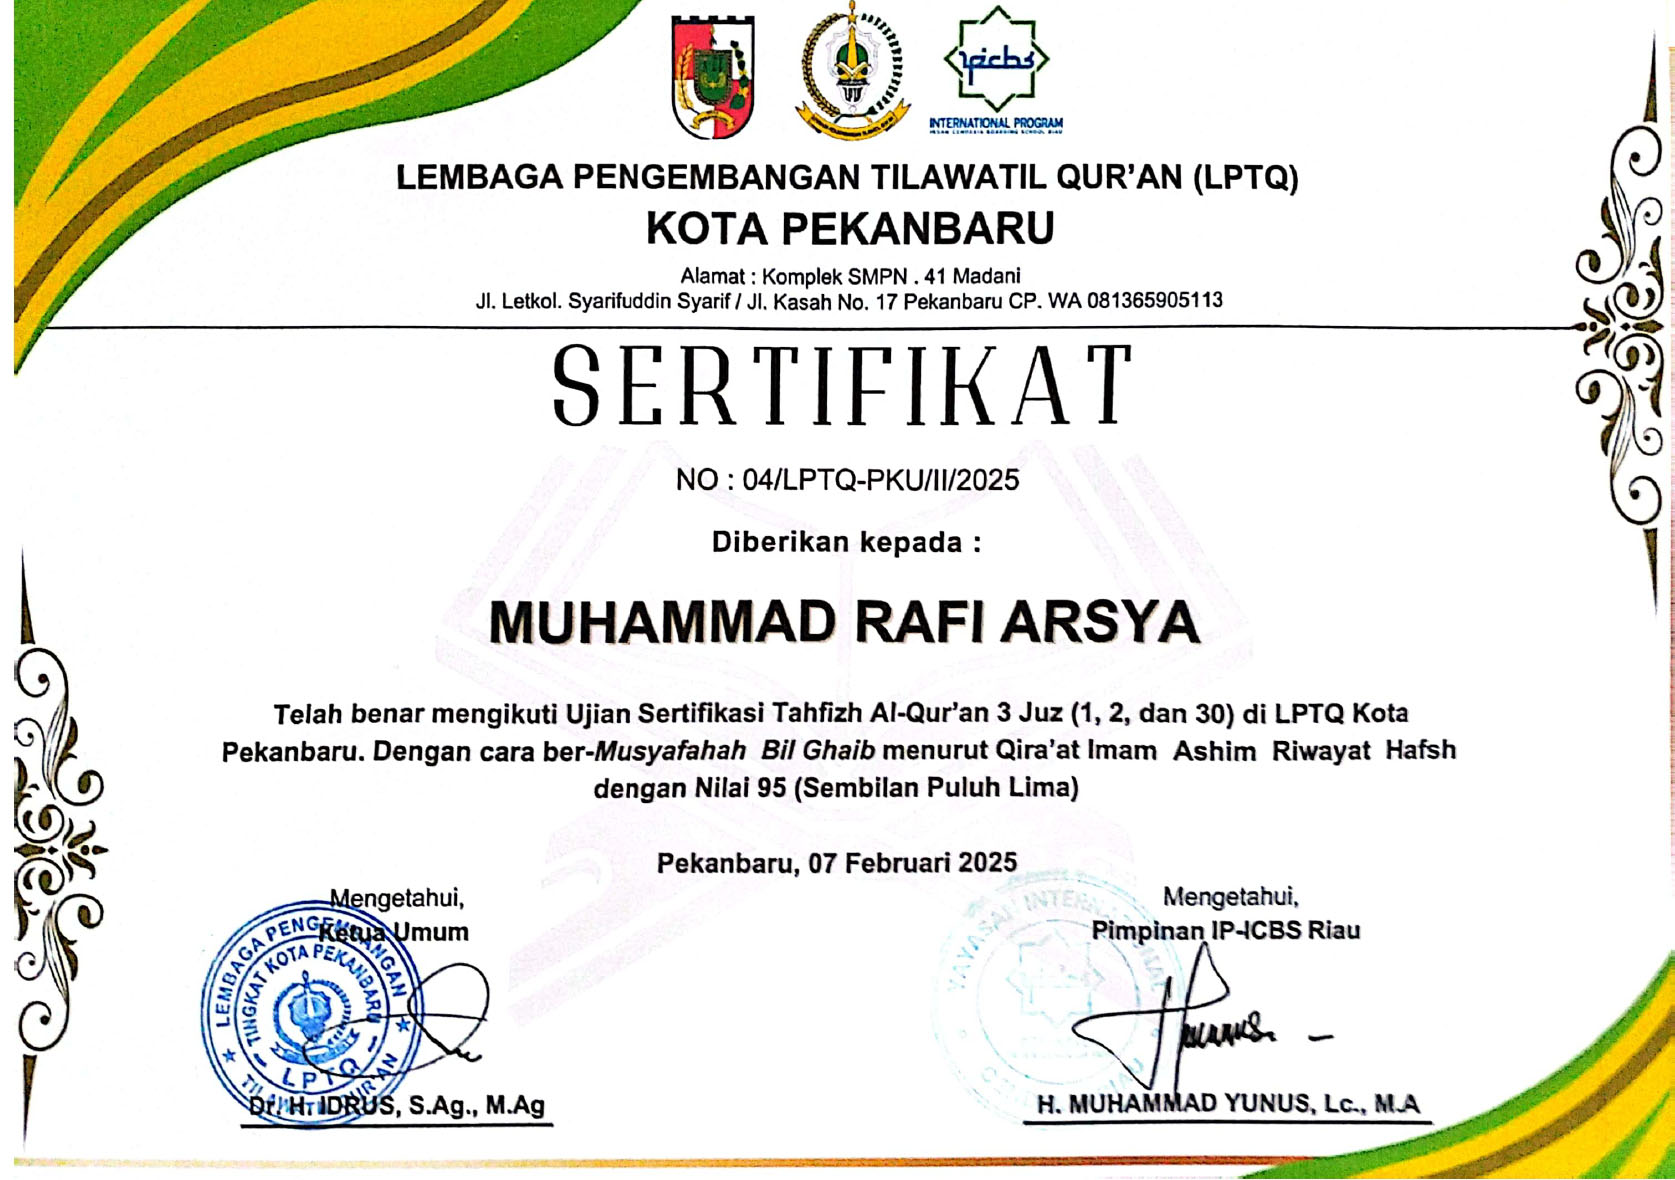 ipcbs
INTERNATIONAL PROGRAM
LEMBAGA PENGEMBANGAN TILAWATIL QUR'AN (LPTQ)
KOTA PEKANBARU
Alamat : Komplek SMPN . 41 Madani
Jl. Letkol. Syarifuddin Syarif / Jl. Kasah No. 17 Pekanbaru CP. WA 081365905113
SERTIFIKAT
NO : 04/LPTQ-PKU/II/2025
Diberikan kepada :
MUHAMMAD RAFI ARSYA
Telah benar mengikuti Ujian Sertifikasi Tahfizh Al-Qur'an 3 Juz (1, 2, dan 30) di LPTQ Kota
Pekanbaru. Dengan cara ber-Musyafahah Bil Ghaib menurut Qira'at Imam Ashim Riwayat Hafsh
dengan Nilai 95 (Sembilan Puluh Lima)
Pekanbaru, 07 Februari 2025
Mengetahui,
Ketua Umum
LEMBAGA PENGEMBANGAN
TILAWATIL QUR'AN
TINGKAT KOTA PEKANBARU
LPTQ
Dr. H. IDRUS, S.Ag., M.Ag
Mengetahui,
Pimpinan IP-ICBS Riau
YAYASAN INTERNASIONAL
H. MUHAMMAD YUNUS, Lc., M.A